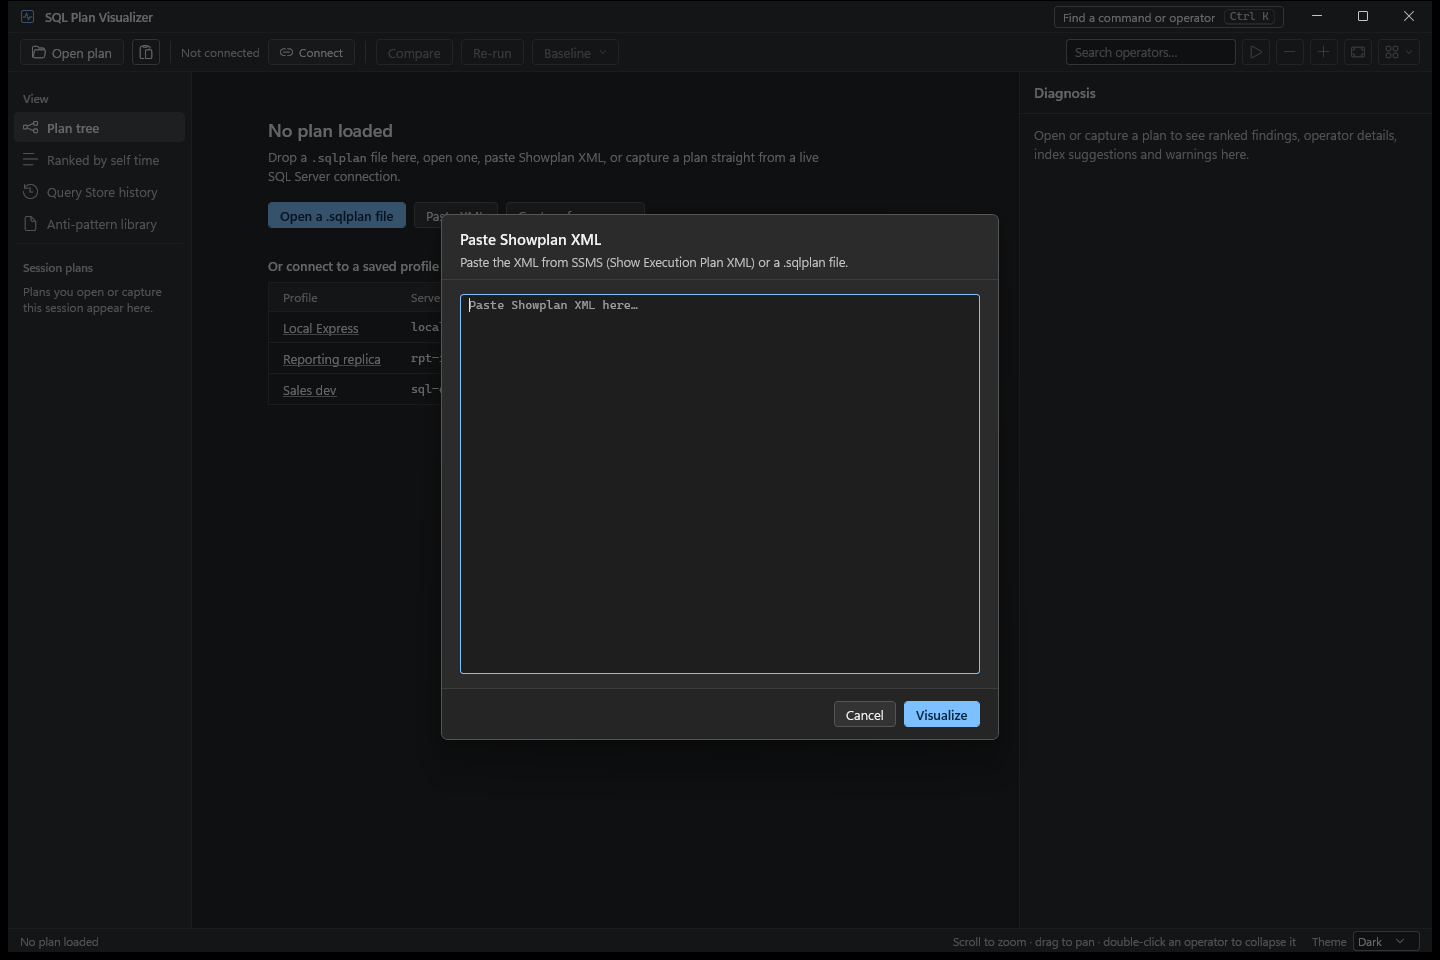 SQL Plan Visualizer
Find a command or operator Ctrl K
Open plan
Not connected
Connect
Compare
Re-run
Baseline
Search operators...
View
Plan tree
Ranked by self time
Query Store history
Anti-pattern library
Session plans
Plans you open or capture
this session appear here.
No plan loaded
Drop a .sqlplan file here, open one, paste Showplan XML, or capture a plan straight from a live
SQL Server connection.
Open a .sqlplan file
Or connect to a saved profile
Profile
Local Express
Reporting replica
Sales dev
Paste Showplan XML
Paste the XML from SSMS (Show Execution Plan XML) or a .sqlplan file.
Paste Showplan XML here…
Cancel
Visualize
Diagnosis
Open or capture a plan to see ranked findings, operator details,
index suggestions and warnings here.
No plan loaded
Scroll to zoom · drag to pan · double-click an operator to collapse it
Theme
Dark